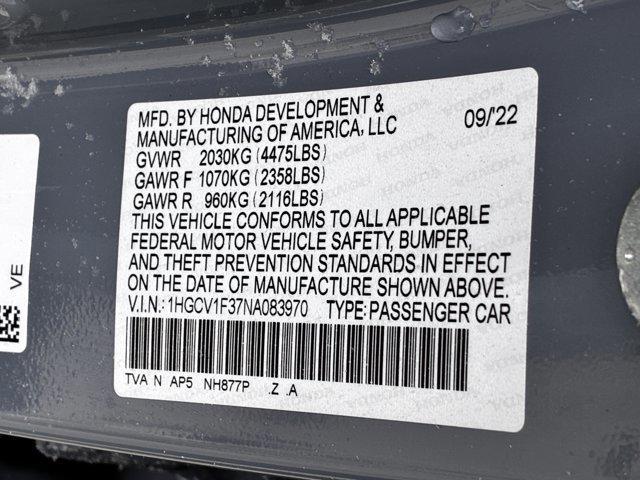 MFD. BY HONDA DEVELOPMENT &
MANUFACTURING OF AMERICA, LLC 09/22
GVWR 2030KG (4475LBS)
GAWR F 1070KG (2358LBS)
GAWR R 960KG (2116LBS)
THIS VEHICLE CONFORMS TO ALL APPLICABLE
FEDERAL MOTOR VEHICLE SAFETY, BUMPER,
AND THEFT PREVENTION STANDARDS IN EFFECT
ON THE DATE OF MANUFACTURE SHOWN ABOVE.
V.I.N.: 1HGCV1F37NA083970 TYPE: PASSENGER CAR
TVA N AP5 NH877P .Z .A
VE